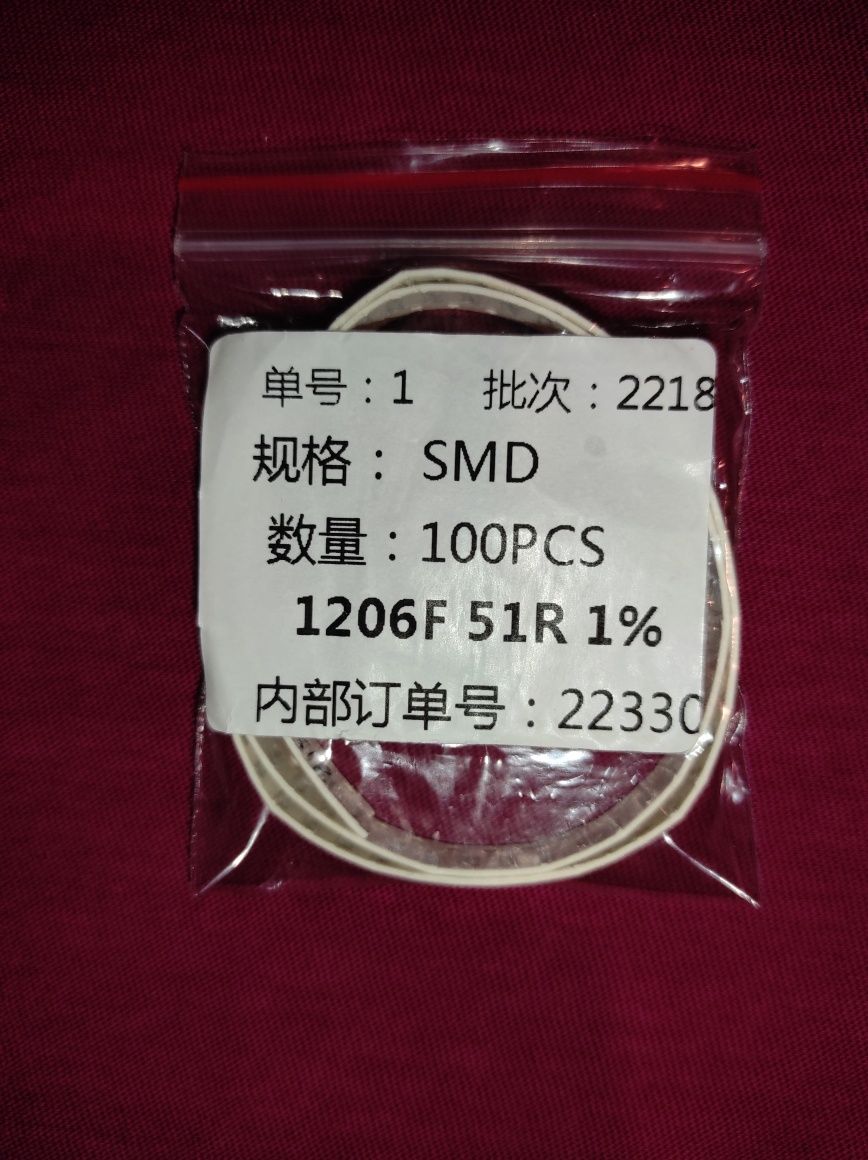 单号：1 批次：2218
规格： SMD
数量：100PCS
1206F 51R 1%
内部订单号：22330